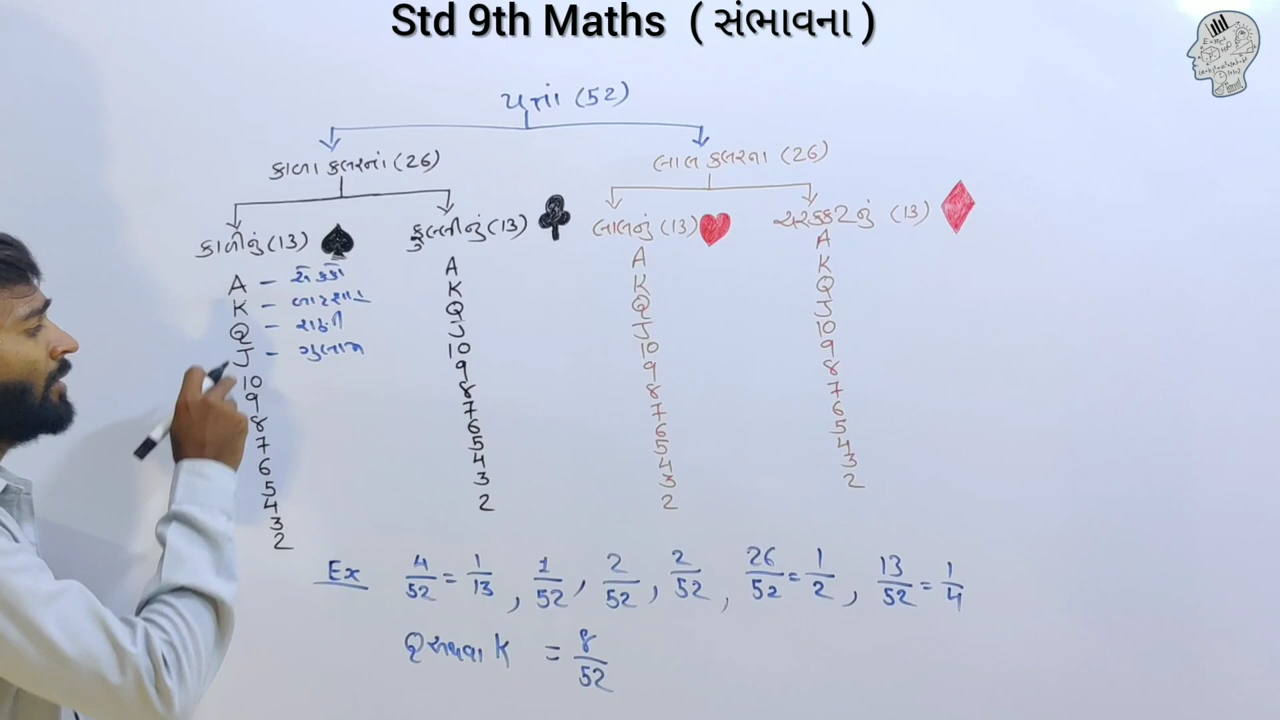 Std 9th Maths ( સંભાવના )
પત્તાં (52)
કાળા કલરનાં (26)
લાલ કલરના (26)
કાળીનું (13)
ફુલ્લીનું (13)
લાલનું (13)
ચરકટનું (13)
A - એક્કો
K - બાદશાહ
Q - રાણી
J - ગુલામ
10
9
8
7
6
5
4
3
2
A
K
Q
J
10
9
8
7
6
5
4
3
2
A
K
Q
J
10
9
8
7
6
5
4
3
2
A
K
Q
J
10
9
8
7
6
5
4
3
2
Ex 4/52 = 1/13 , 1/52 , 2/52 , 2/52 , 26/52 = 1/2 , 13/52 = 1/4
Q અથવા K = 8/52